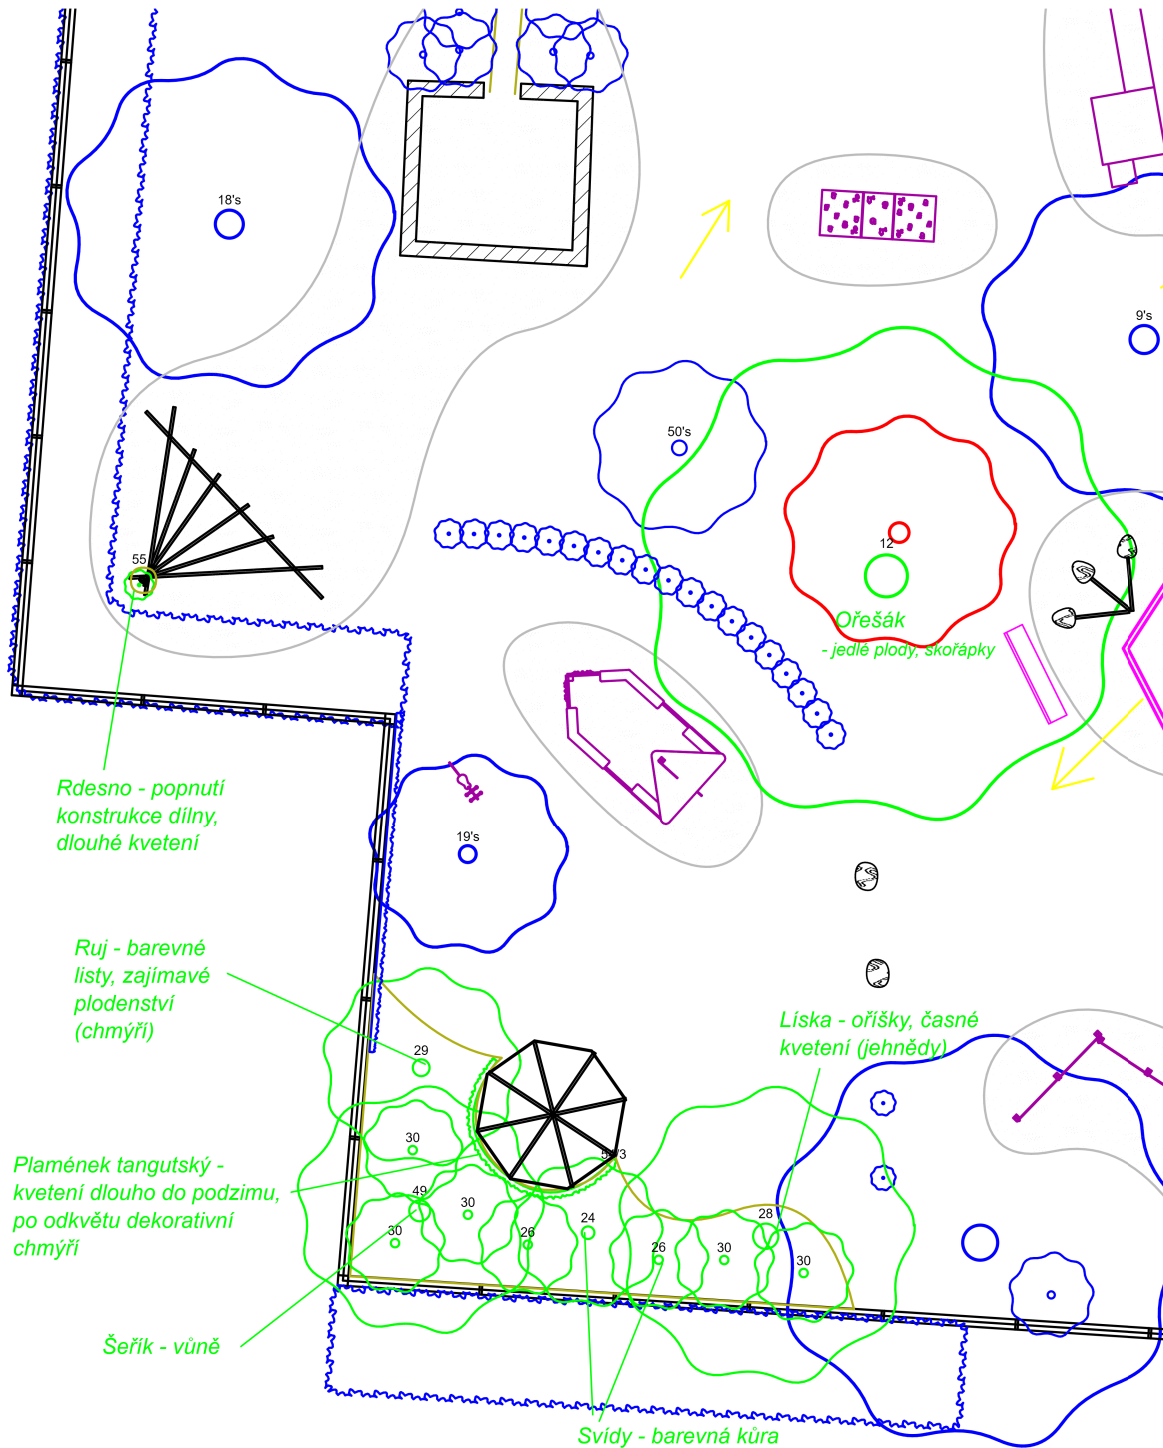 18's
9's
50's
12
Ořešák
- jedlé plody, skořápky
55
Rdesno - popnutí
konstrukce dílny,
dlouhé kvetení
19's
Ruj - barevné
listy, zajímavé
plodenství
(chmýří)
Líska - oříšky, časné
kvetení (jehnědy)
29
30
Plamének tangutský -
kvetení dlouho do podzimu,
po odkvětu dekorativní
chmýří
49
30
30
26
24
26
30
28
30
Šeřík - vůně
Svídy - barevná kůra